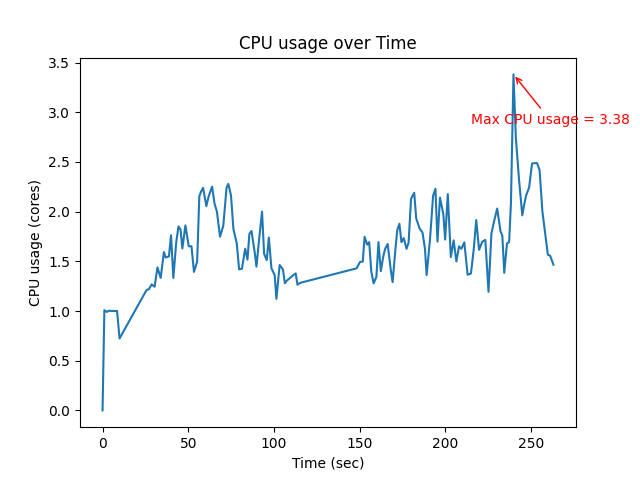 CPU usage over Time
3.5
3.0
2.5
2.0
1.5
1.0
0.5
0.0
CPU usage (cores)
Max CPU usage = 3.38
0 50 100 150 200 250
Time (sec)